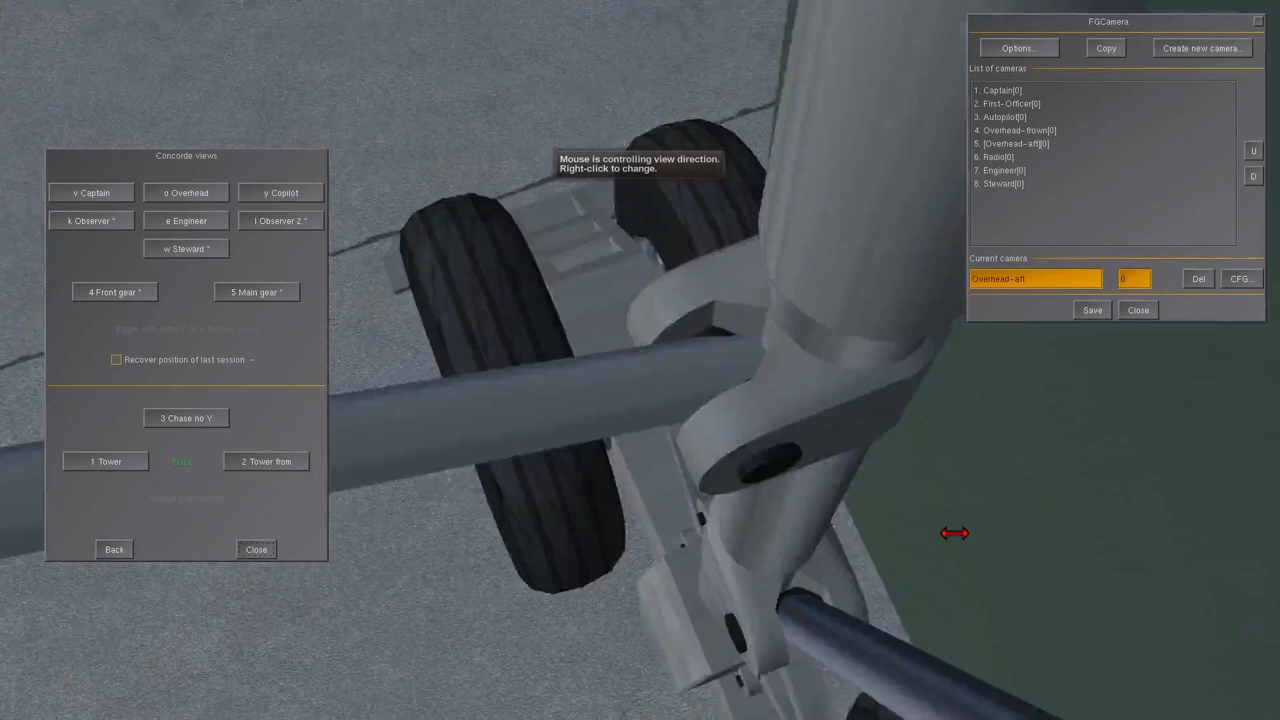 Concorde views
v Captain
o Overhead
y Copilot
k Observer *
e Engineer
l Observer 2 *
w Steward *
4 Front gear *
5 Main gear *
Recover position of last session ~
3 Chase no Y
1 Tower
EGLL
2 Tower from
Back
Close
Mouse is controlling view direction.
Right-click to change.
FGCamera
Options...
Copy
Create new camera...
List of cameras
1. Captain[0]
2. First-Officer[0]
3. Autopilot[0]
4. Overhead-frown[0]
5. [Overhead-aft][0]
6. Radio[0]
7. Engineer[0]
8. Steward[0]
U
D
Current camera
Overhead-aft
0
Del
CFG...
Save
Close